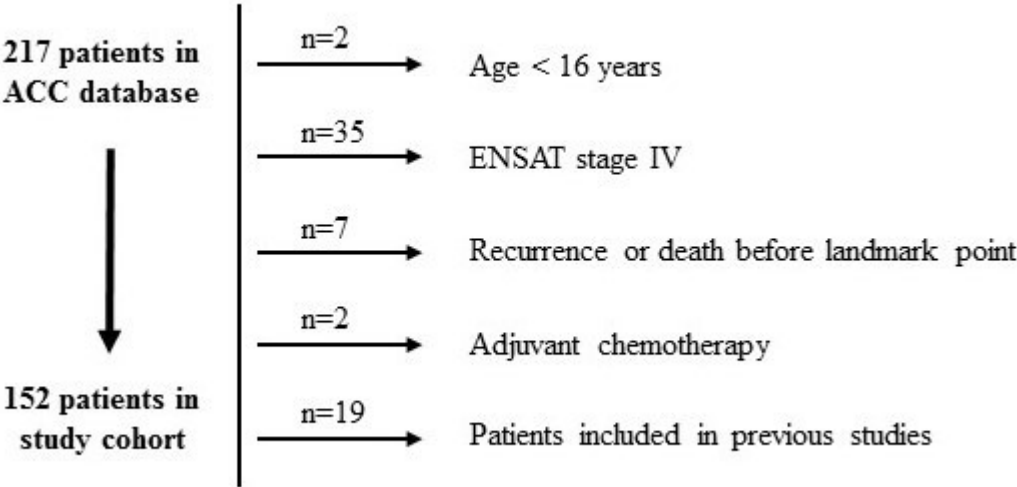 217 patients in
ACC database
152 patients in
study cohort
n=2
Age < 16 years
n=35
ENSAT stage IV
n=7
Recurrence or death before landmark point
n=2
Adjuvant chemotherapy
n=19
Patients included in previous studies